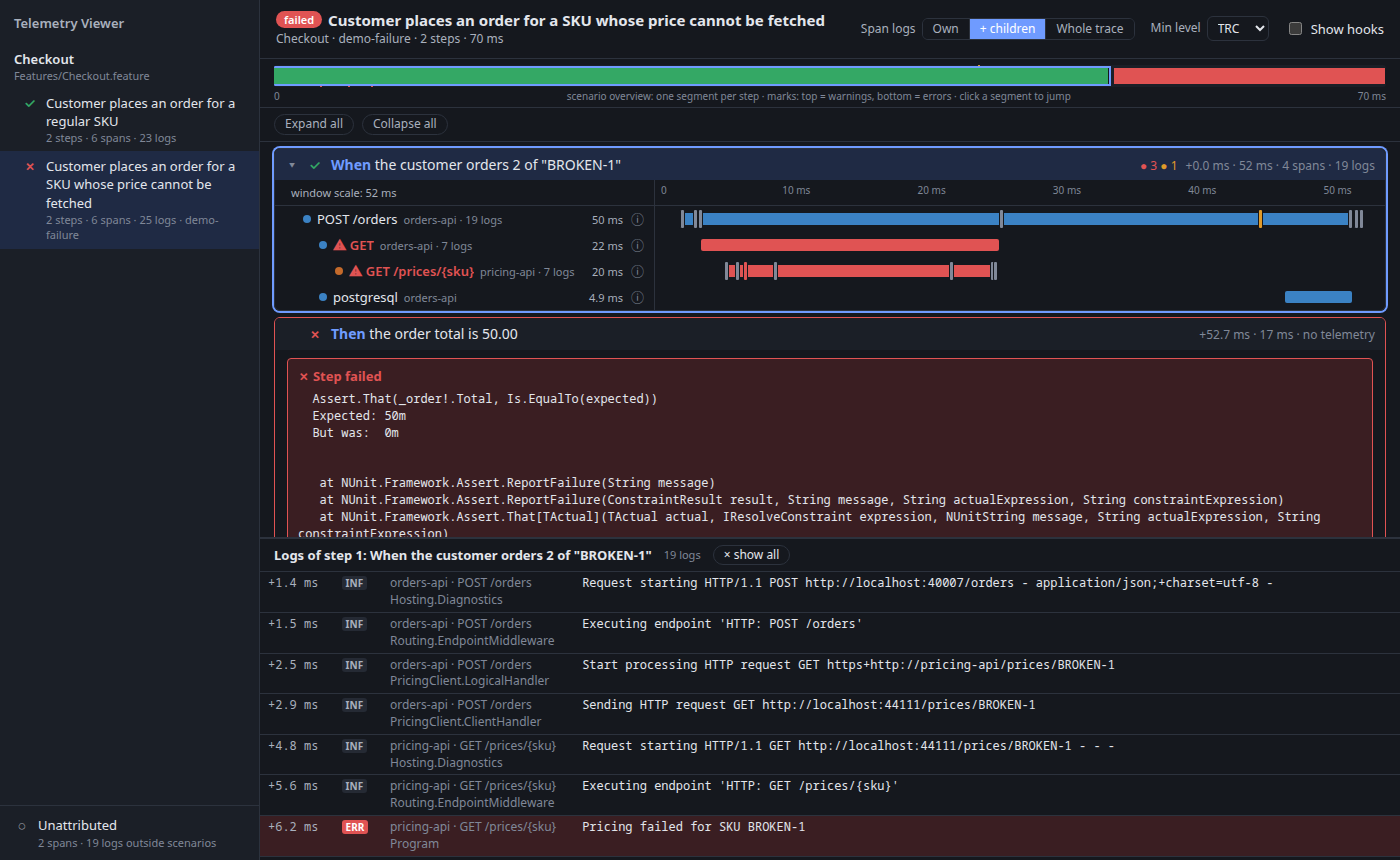 Telemetry Viewer
Checkout
Features/Checkout.feature
Customer places an order for a
regular SKU
2 steps · 6 spans · 23 logs
Customer places an order for a
SKU whose price cannot be
fetched
2 steps · 6 spans · 25 logs · demo-
failure
Unattributed
2 spans · 19 logs outside scenarios
failed Customer places an order for a SKU whose price cannot be fetched
Checkout · demo-failure · 2 steps · 70 ms
Span logs Own + children Whole trace Min level TRC Show hooks
0 scenario overview: one segment per step · marks: top = warnings, bottom = errors · click a segment to jump 70 ms
Expand all Collapse all
When the customer orders 2 of "BROKEN-1" 3 1 +0.0 ms · 52 ms · 4 spans · 19 logs
window scale: 52 ms 0 10 ms 20 ms 30 ms 40 ms 50 ms
POST /orders orders-api · 19 logs 50 ms
GET orders-api · 7 logs 22 ms
GET /prices/{sku} pricing-api · 7 logs 20 ms
postgresql orders-api 4.9 ms
Then the order total is 50.00 +52.7 ms · 17 ms · no telemetry
× Step failed
Assert.That(_order!.Total, Is.EqualTo(expected))
Expected: 50m
But was:  0m
at NUnit.Framework.Assert.ReportFailure(String message)
at NUnit.Framework.Assert.ReportFailure(ConstraintResult result, String message, String actualExpression, String constraintExpression)
at NUnit.Framework.Assert.That[TActual](TActual actual, IResolveConstraint expression, NUnitString message, String actualExpression, String
constraintExpression)
Logs of step 1: When the customer orders 2 of "BROKEN-1" 19 logs × show all
+1.4 ms INF orders-api · POST /orders Request starting HTTP/1.1 POST http://localhost:40007/orders - application/json;+charset=utf-8 -
Hosting.Diagnostics
+1.5 ms INF orders-api · POST /orders Executing endpoint 'HTTP: POST /orders'
Routing.EndpointMiddleware
+2.5 ms INF orders-api · POST /orders Start processing HTTP request GET https+http://pricing-api/prices/BROKEN-1
PricingClient.LogicalHandler
+2.9 ms INF orders-api · POST /orders Sending HTTP request GET http://localhost:44111/prices/BROKEN-1
PricingClient.ClientHandler
+4.8 ms INF pricing-api · GET /prices/{sku} Request starting HTTP/1.1 GET http://localhost:44111/prices/BROKEN-1 - - -
Hosting.Diagnostics
+5.6 ms INF pricing-api · GET /prices/{sku} Executing endpoint 'HTTP: GET /prices/{sku}'
Routing.EndpointMiddleware
+6.2 ms ERR pricing-api · GET /prices/{sku} Pricing failed for SKU BROKEN-1
Program